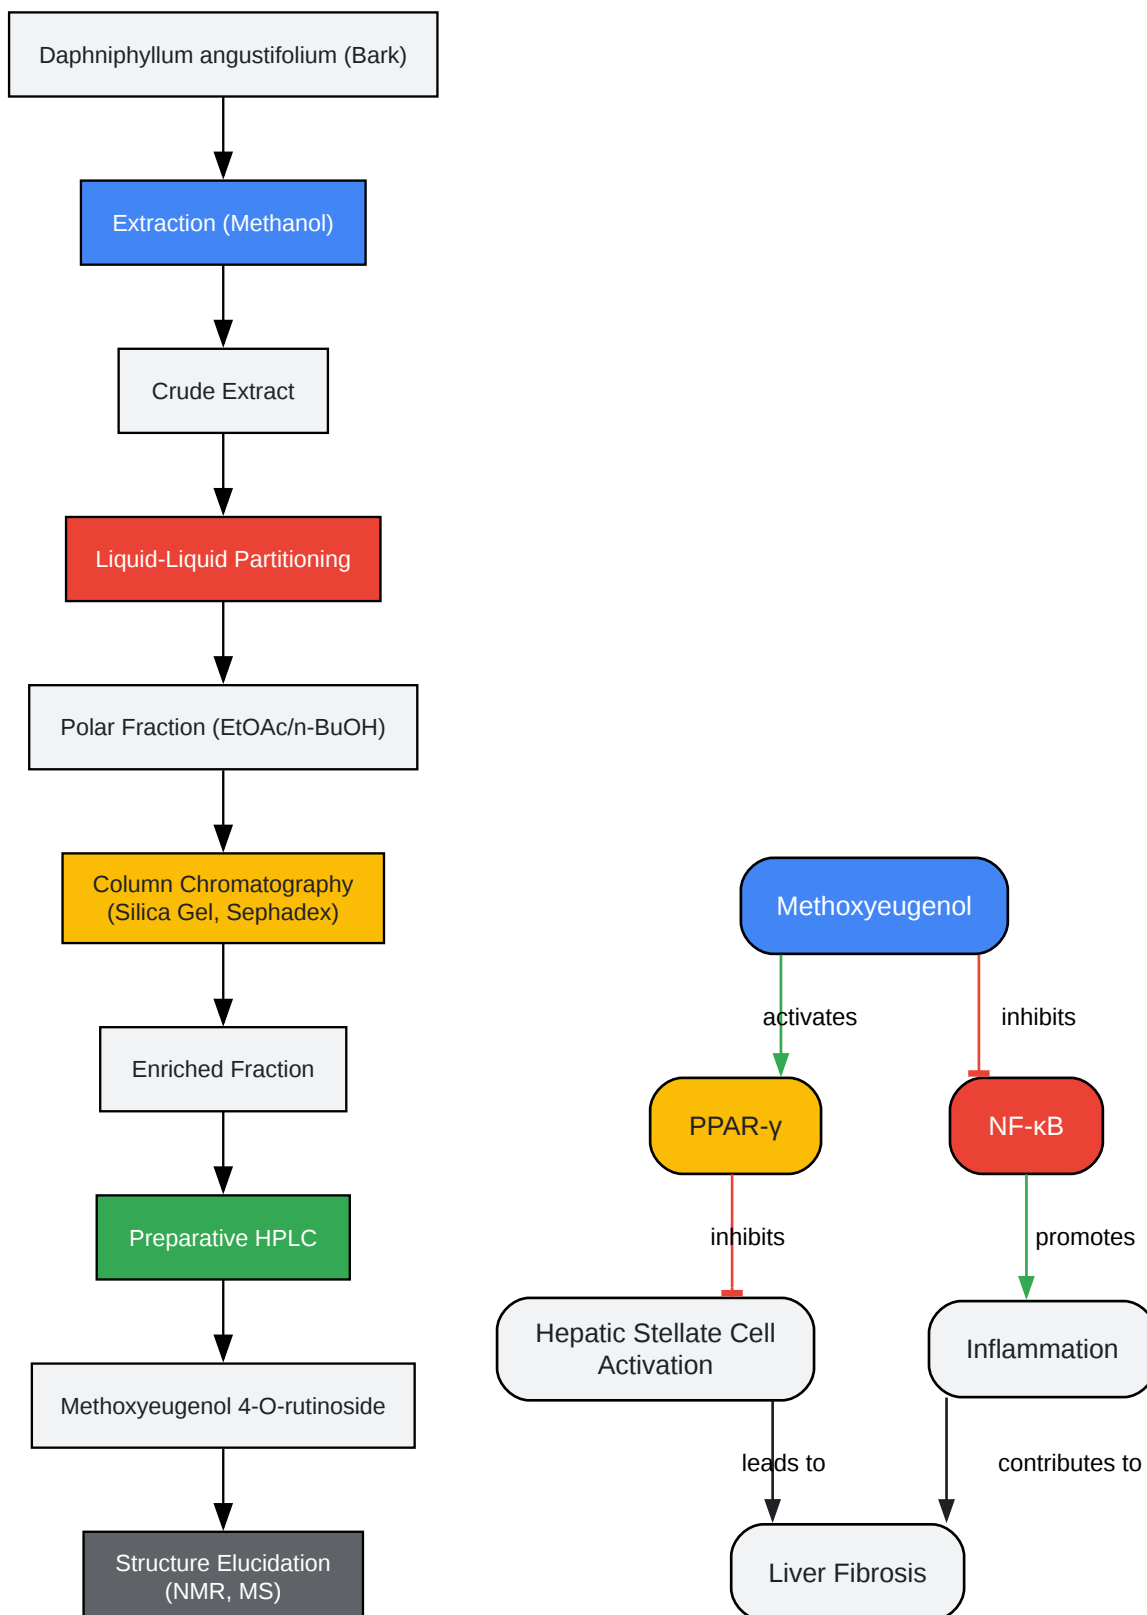 Daphniphyllum angustifolium (Bark)
Extraction (Methanol)
Crude Extract
Liquid-Liquid Partitioning
Polar Fraction (EtOAc/n-BuOH)
Column Chromatography
(Silica Gel, Sephadex)
Enriched Fraction
Preparative HPLC
Methoxyeugenol 4-O-rutinoside
Structure Elucidation
(NMR, MS)
Methoxyeugenol
activates
inhibits
PPAR-γ
NF-κB
inhibits
promotes
Hepatic Stellate Cell
Activation
Inflammation
leads to
contributes to
Liver Fibrosis